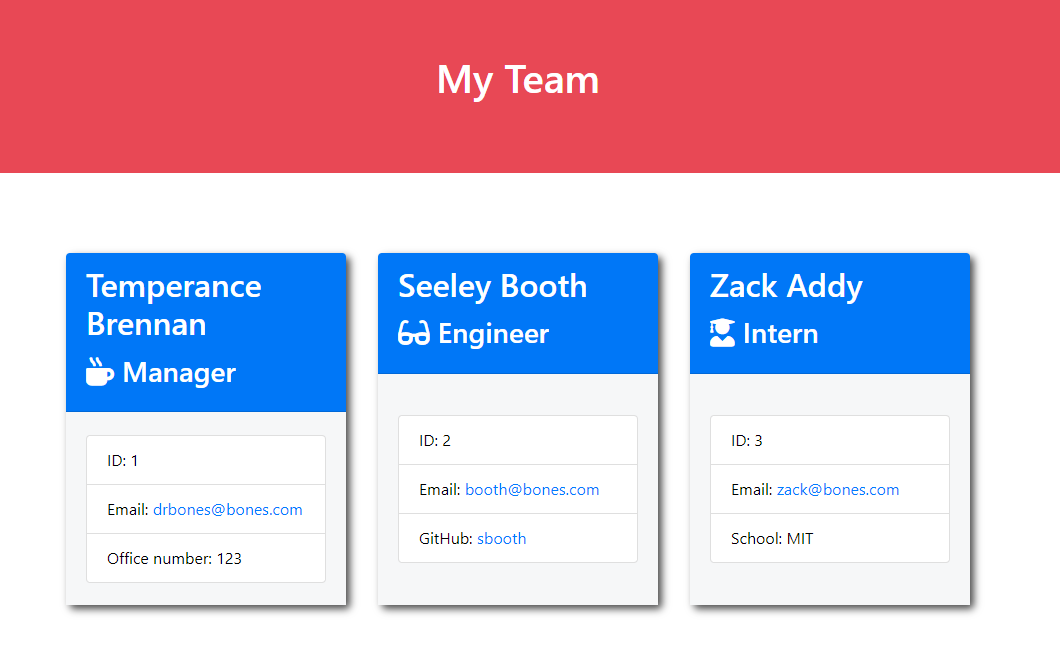 My Team
Temperance
Brennan
Manager
ID: 1
Email: drbones@bones.com
Office number: 123
Seeley Booth
Engineer
ID: 2
Email: booth@bones.com
GitHub: sbooth
Zack Addy
Intern
ID: 3
Email: zack@bones.com
School: MIT